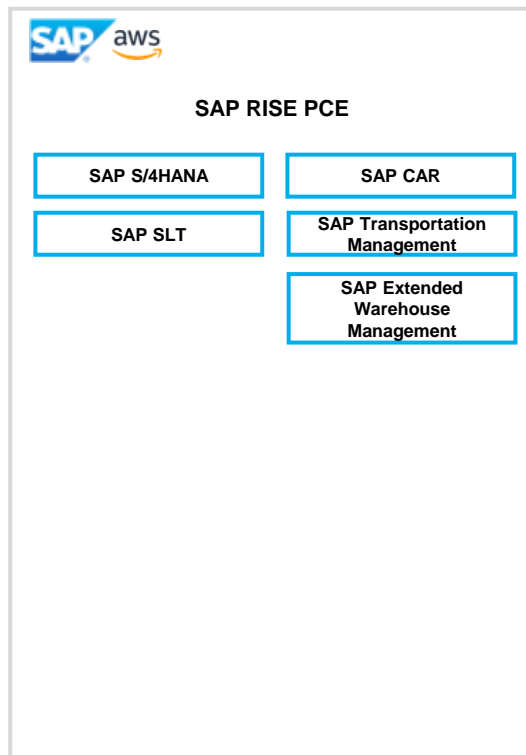 SAP aws
SAP RISE PCE
SAP S/4HANA
SAP CAR
SAP SLT
SAP Transportation
Management
SAP Extended
Warehouse
Management